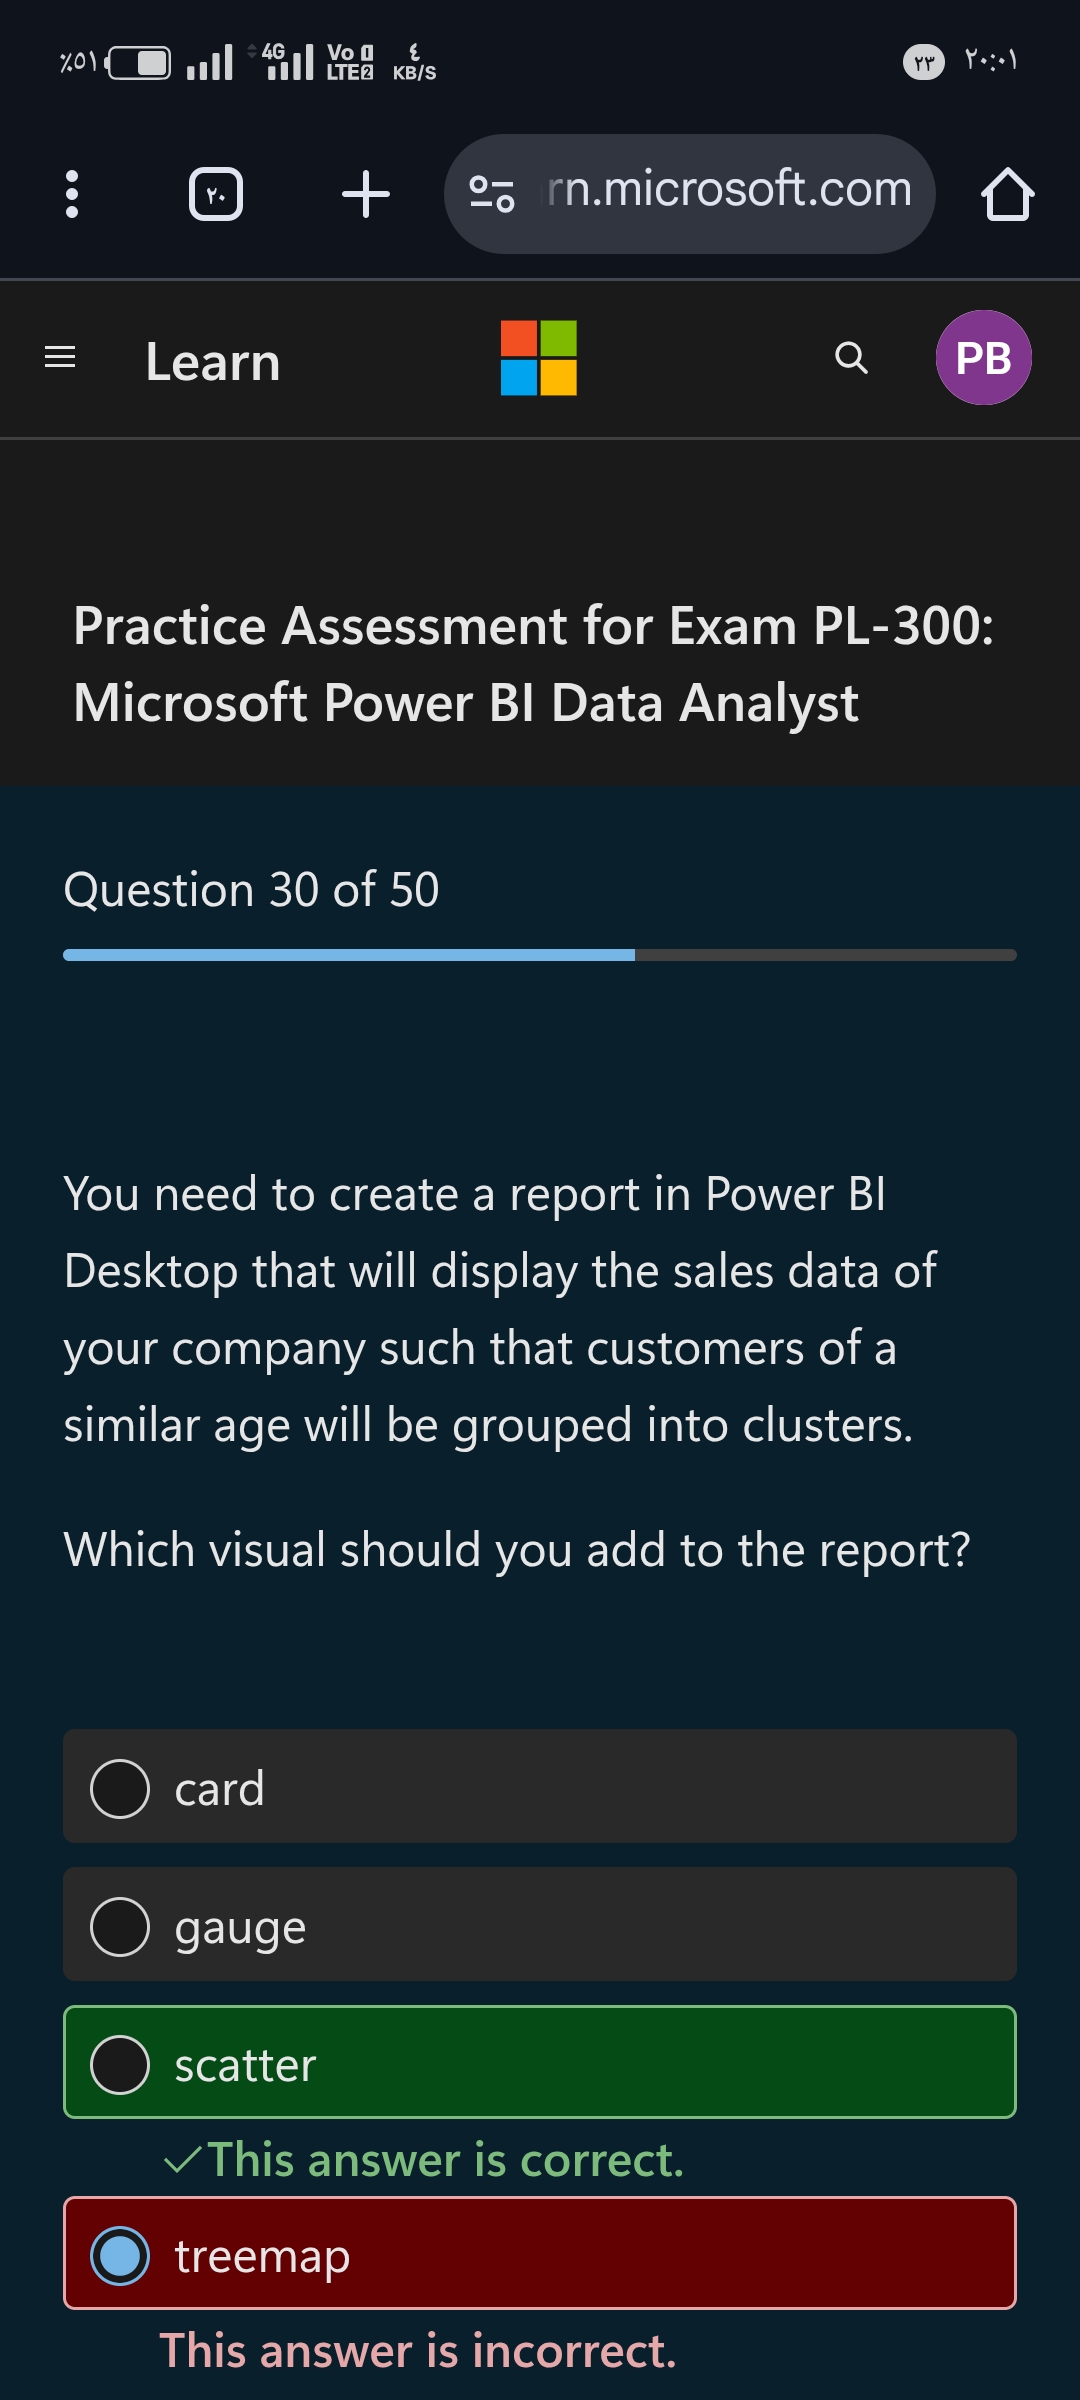 ٪٥١ 4G Vo 1 LTE 2 ٤ KB/S ٢٣ ٢٠:٠١
٢٠ rn.microsoft.com
Learn PB
Practice Assessment for Exam PL-300:
Microsoft Power BI Data Analyst
Question 30 of 50
You need to create a report in Power BI
Desktop that will display the sales data of
your company such that customers of a
similar age will be grouped into clusters.
Which visual should you add to the report?
card
gauge
scatter
This answer is correct.
treemap
This answer is incorrect.